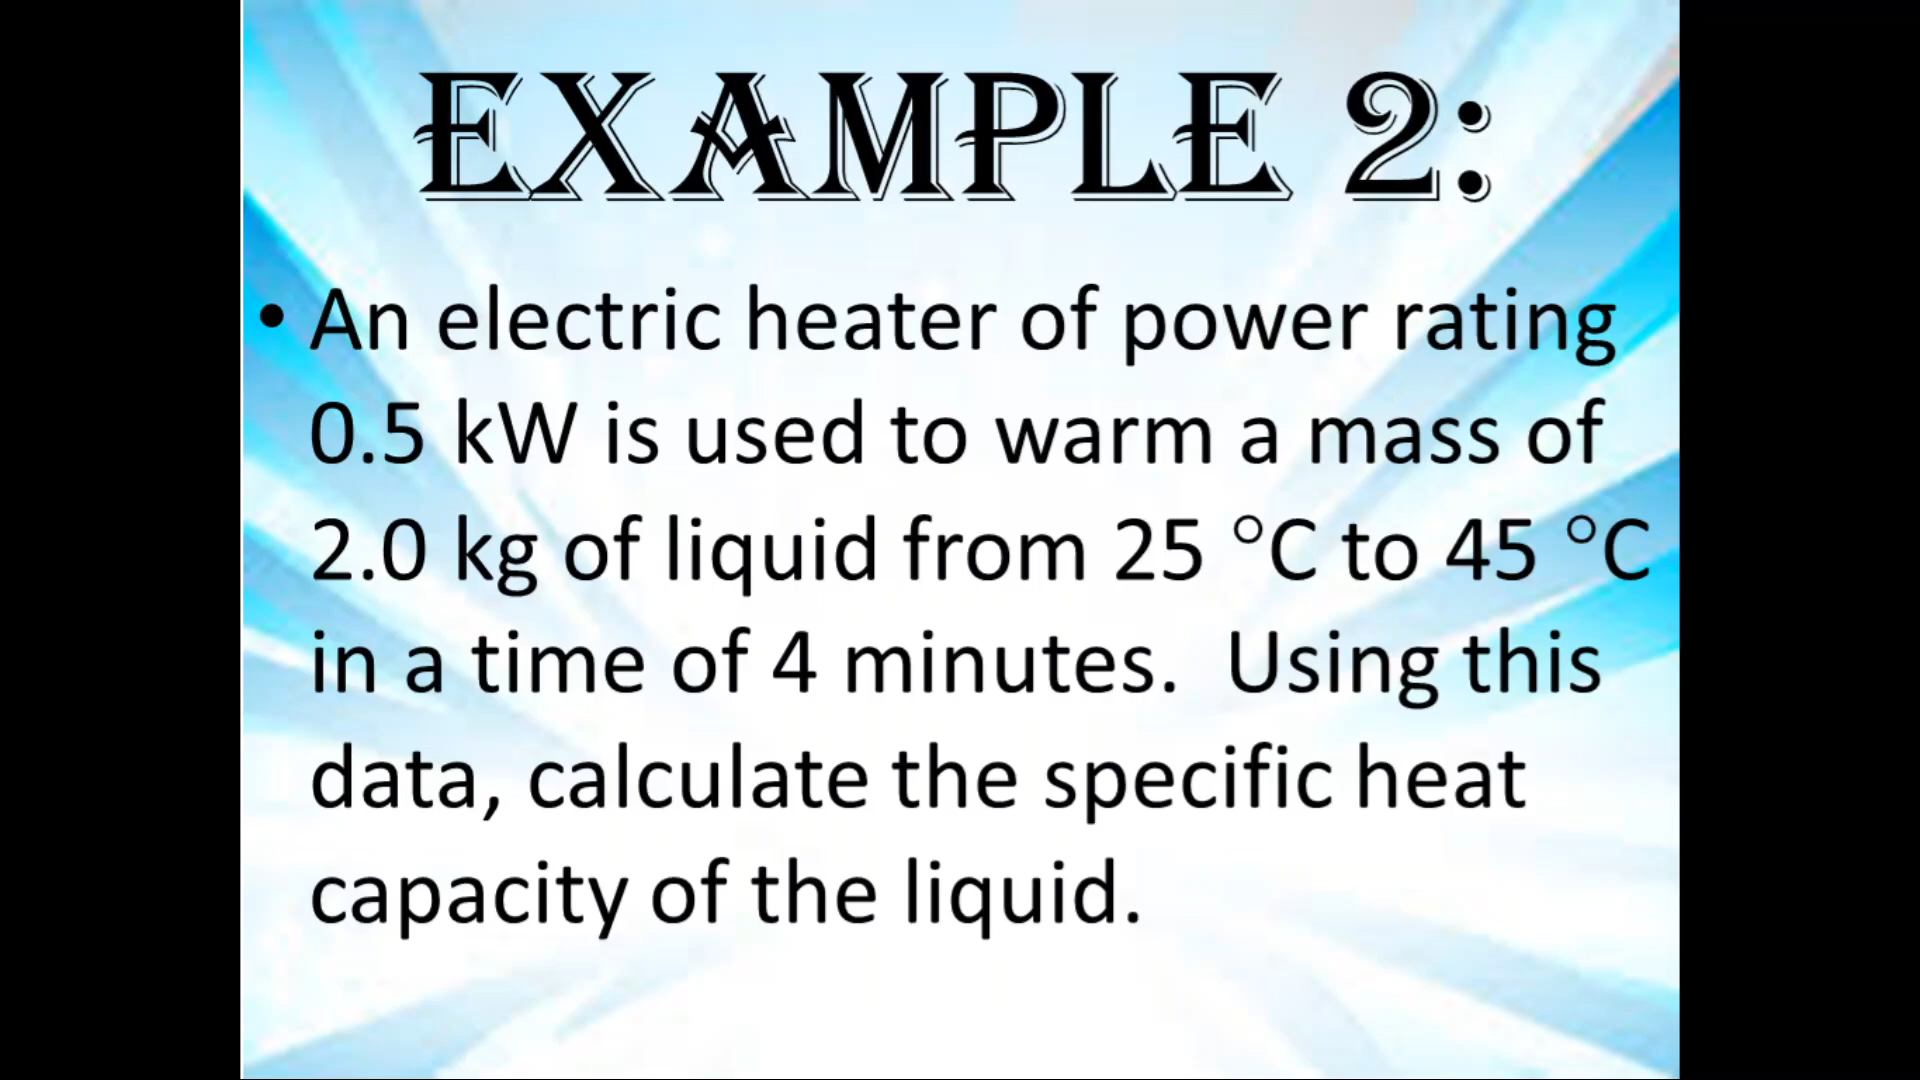 EXAMPLE 2:
• An electric heater of power rating
0.5 kW is used to warm a mass of
2.0 kg of liquid from 25 °C to 45 °C
in a time of 4 minutes.  Using this
data, calculate the specific heat
capacity of the liquid.